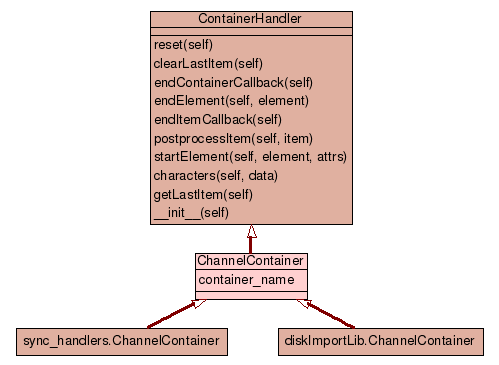 ContainerHandler
reset(self)
clearLastItem(self)
endContainerCallback(self)
endElement(self, element)
endItemCallback(self)
postprocessItem(self, item)
startElement(self, element, attrs)
characters(self, data)
getLastItem(self)
__init__(self)
ChannelContainer
container_name
sync_handlers.ChannelContainer
diskImportLib.ChannelContainer